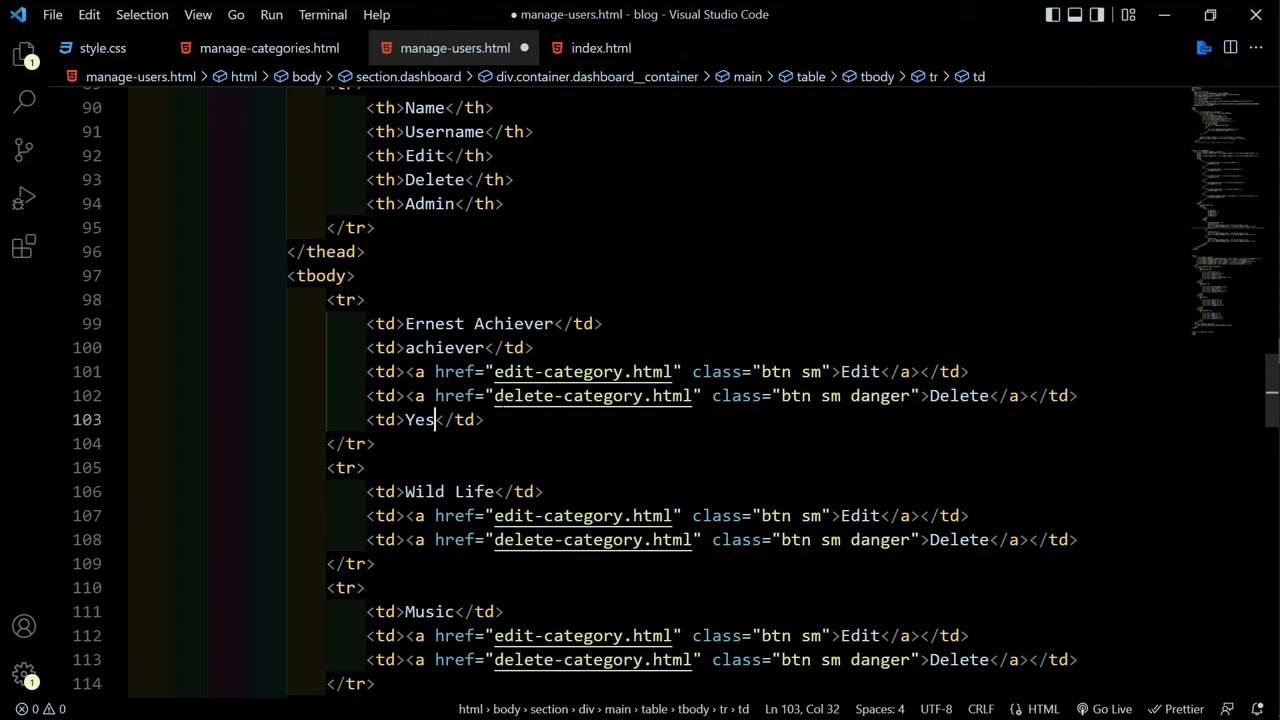 File Edit Selection View Go Run Terminal Help ● manage-users.html - blog - Visual Studio Code
style.css manage-categories.html manage-users.html index.html
manage-users.html > html > body > section.dashboard > div.container.dashboard__container > main > table > tbody > tr > td
90 <th>Name</th>
91 <th>Username</th>
92 <th>Edit</th>
93 <th>Delete</th>
94 <th>Admin</th>
95 </tr>
96 </thead>
97 <tbody>
98 <tr>
99 <td>Ernest Achiever</td>
100 <td>achiever</td>
101 <td><a href="edit-category.html" class="btn sm">Edit</a></td>
102 <td><a href="delete-category.html" class="btn sm danger">Delete</a></td>
103 <td>Yes</td>
104 </tr>
105 <tr>
106 <td>Wild Life</td>
107 <td><a href="edit-category.html" class="btn sm">Edit</a></td>
108 <td><a href="delete-category.html" class="btn sm danger">Delete</a></td>
109 </tr>
110 <tr>
111 <td>Music</td>
112 <td><a href="edit-category.html" class="btn sm">Edit</a></td>
113 <td><a href="delete-category.html" class="btn sm danger">Delete</a></td>
114 </tr>
1
1
0 0 html > body > section > div > main > table > tbody > tr > td Ln 103, Col 32 Spaces: 4 UTF-8 CRLF HTML Go Live Prettier